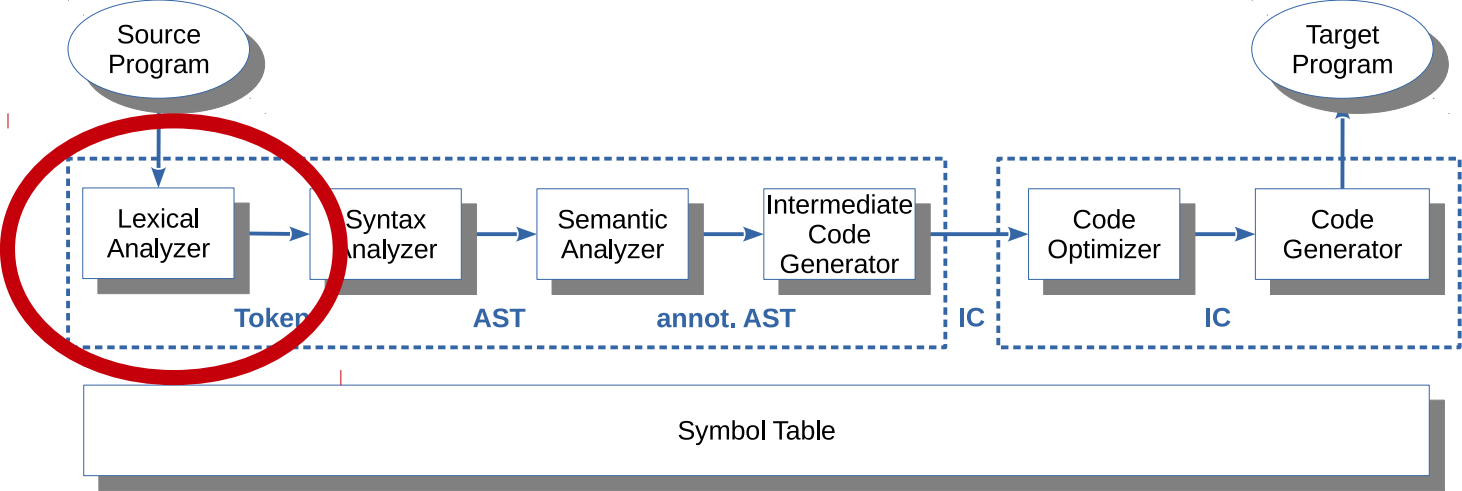 Source
Program
Target
Program
Lexical
Analyzer
Syntax
Analyzer
Semantic
Analyzer
Intermediate
Code
Generator
Code
Optimizer
Code
Generator
Token
AST
annot. AST
IC
IC
Symbol Table